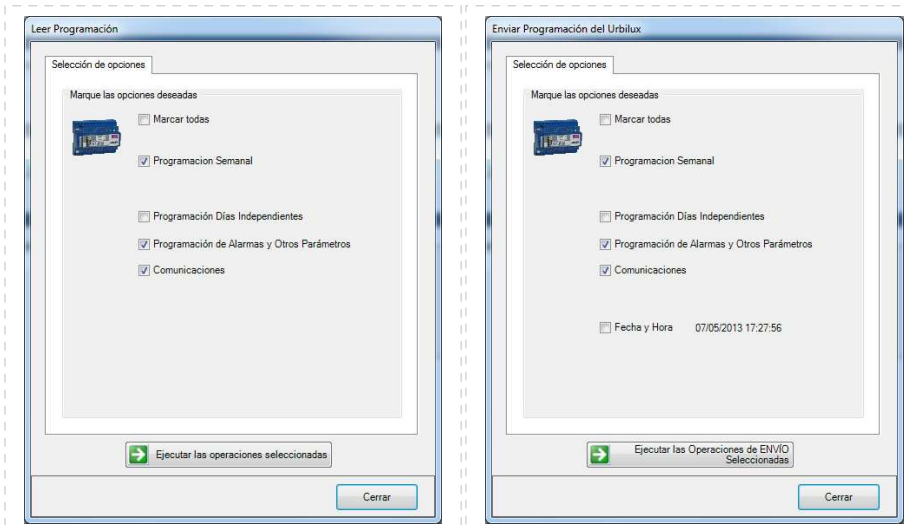 Leer Programación
Selección de opciones
Marque las opciones deseadas
Marcar todas
Programacion Semanal
Programación Días Independientes
Programación de Alarmas y Otros Parámetros
Comunicaciones
Ejecutar las operaciones seleccionadas
Cerrar
Enviar Programación del Urbilux
Selección de opciones
Marque las opciones deseadas
Marcar todas
Programacion Semanal
Programación Días Independientes
Programación de Alarmas y Otros Parámetros
Comunicaciones
Fecha y Hora 07/05/2013 17:27:56
Ejecutar las Operaciones de ENVÍO
Seleccionadas
Cerrar